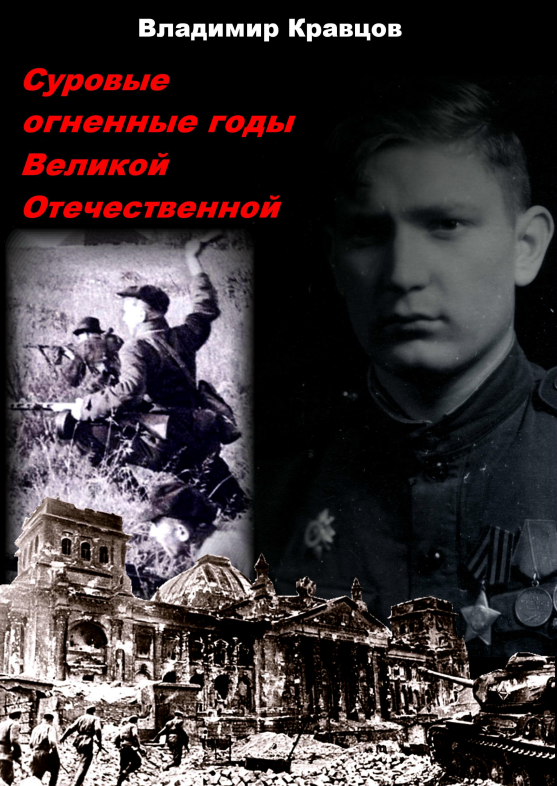 Владимир Кравцов
Суровые
огненные годы
Великой
Отечественной